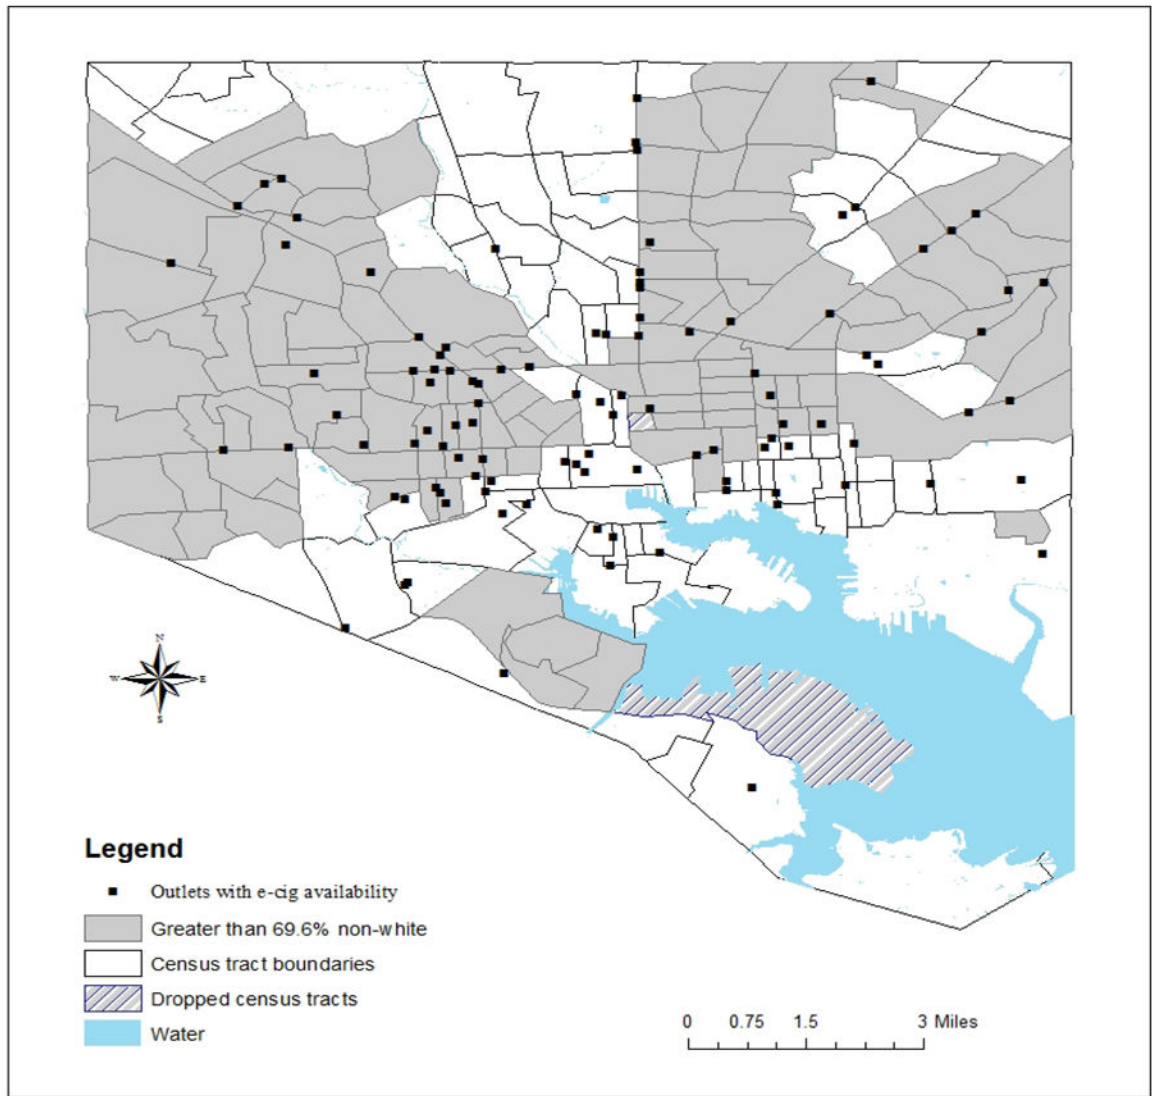 N
W E
S
Legend
Outlets with e-cig availability
Greater than 69.6% non-white
Census tract boundaries
Dropped census tracts
Water
0 0.75 1.5 3 Miles